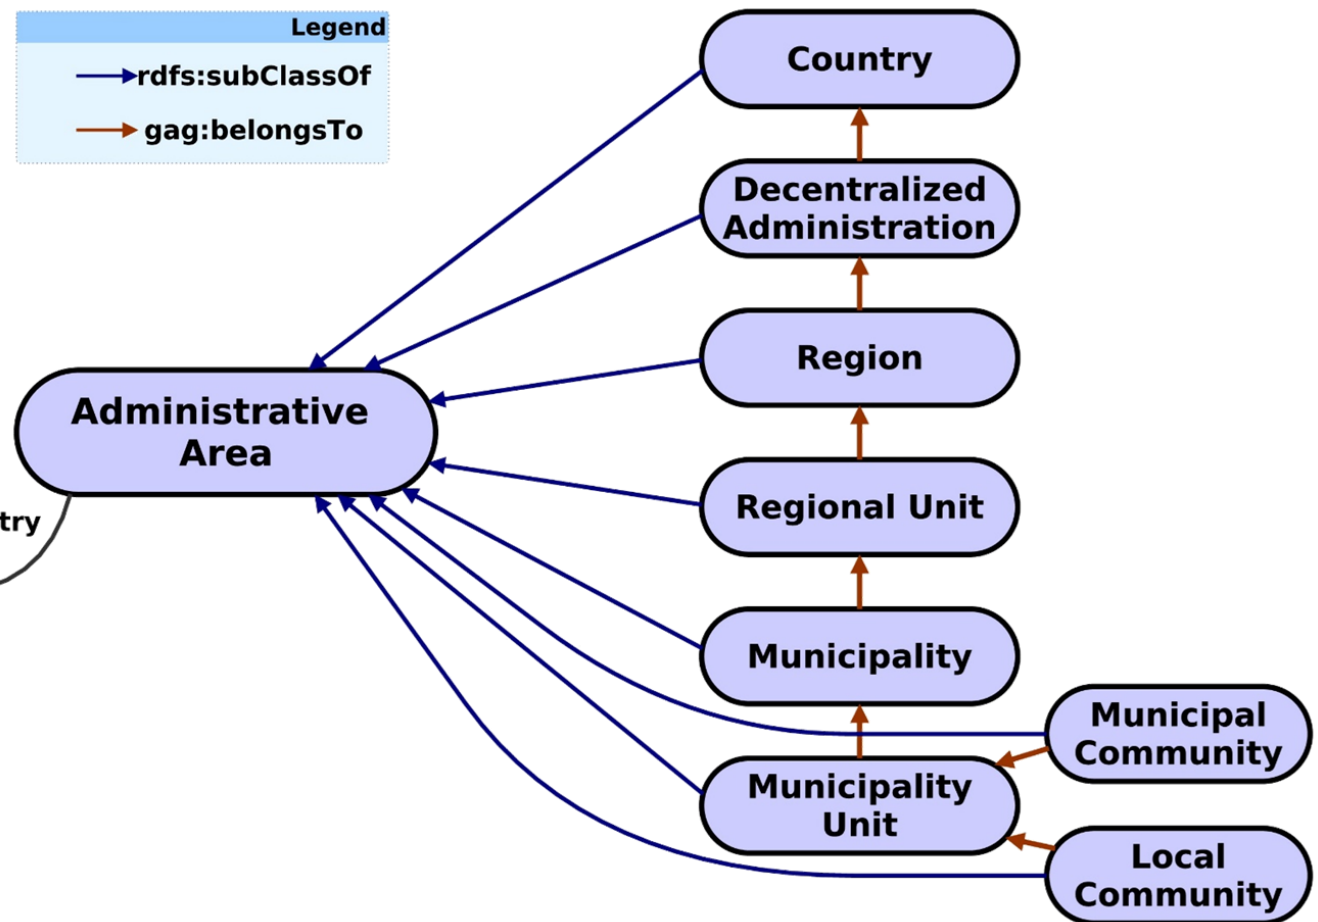 Legend
rdfs:subClassOf
gag:belongsTo
Country
Decentralized
Administration
Region
Administrative
Area
Regional Unit
try
Municipality
Municipal
Community
Municipality
Unit
Local
Community